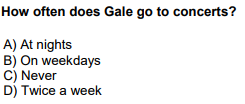 How often does Gale go to concerts?
A) At nights
B) On weekdays
C) Never
D) Twice a week